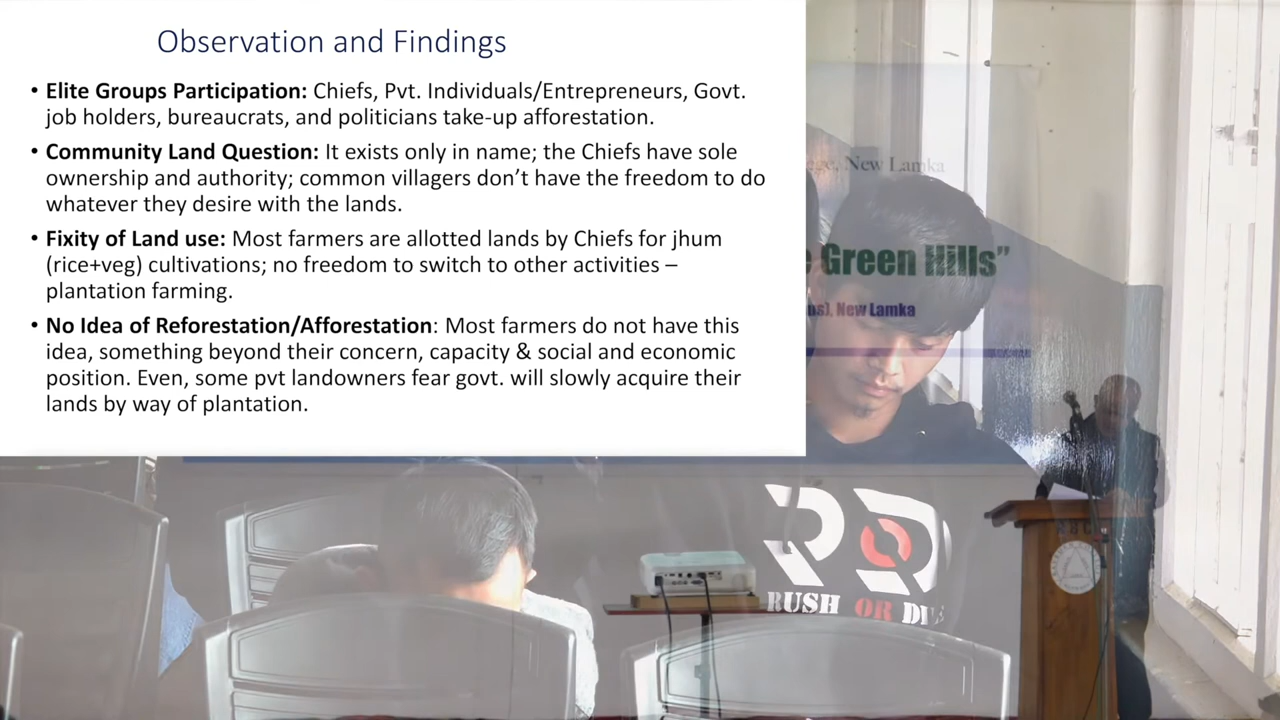 Observation and Findings
• Elite Groups Participation: Chiefs, Pvt. Individuals/Entrepreneurs, Govt.
job holders, bureaucrats, and politicians take-up afforestation.
• Community Land Question: It exists only in name; the Chiefs have sole
ownership and authority; common villagers don't have the freedom to do
whatever they desire with the lands.
• Fixity of Land use: Most farmers are allotted lands by Chiefs for jhum
(rice+veg) cultivations; no freedom to switch to other activities –
plantation farming.
• No Idea of Reforestation/Afforestation: Most farmers do not have this
idea, something beyond their concern, capacity & social and economic
position. Even, some pvt landowners fear govt. will slowly acquire their
lands by way of plantation.
New Lamka
Green Hills”
New Lamka
RUSH OR